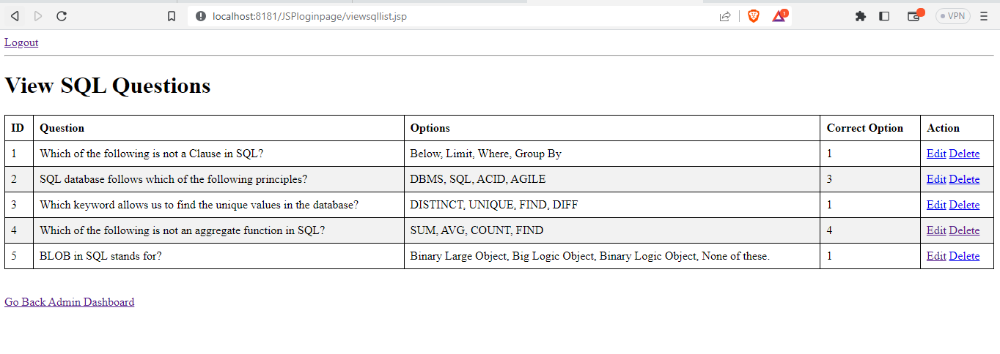 localhost:8181/JSPloginpage/viewsqllist.jsp
1
VPN
Logout
View SQL Questions
ID Question Options Correct Option Action
1 Which of the following is not a Clause in SQL? Below, Limit, Where, Group By 1 Edit Delete
2 SQL database follows which of the following principles? DBMS, SQL, ACID, AGILE 3 Edit Delete
3 Which keyword allows us to find the unique values in the database? DISTINCT, UNIQUE, FIND, DIFF 1 Edit Delete
4 Which of the following is not an aggregate function in SQL? SUM, AVG, COUNT, FIND 4 Edit Delete
5 BLOB in SQL stands for? Binary Large Object, Big Logic Object, Binary Logic Object, None of these. 1 Edit Delete
Go Back Admin Dashboard